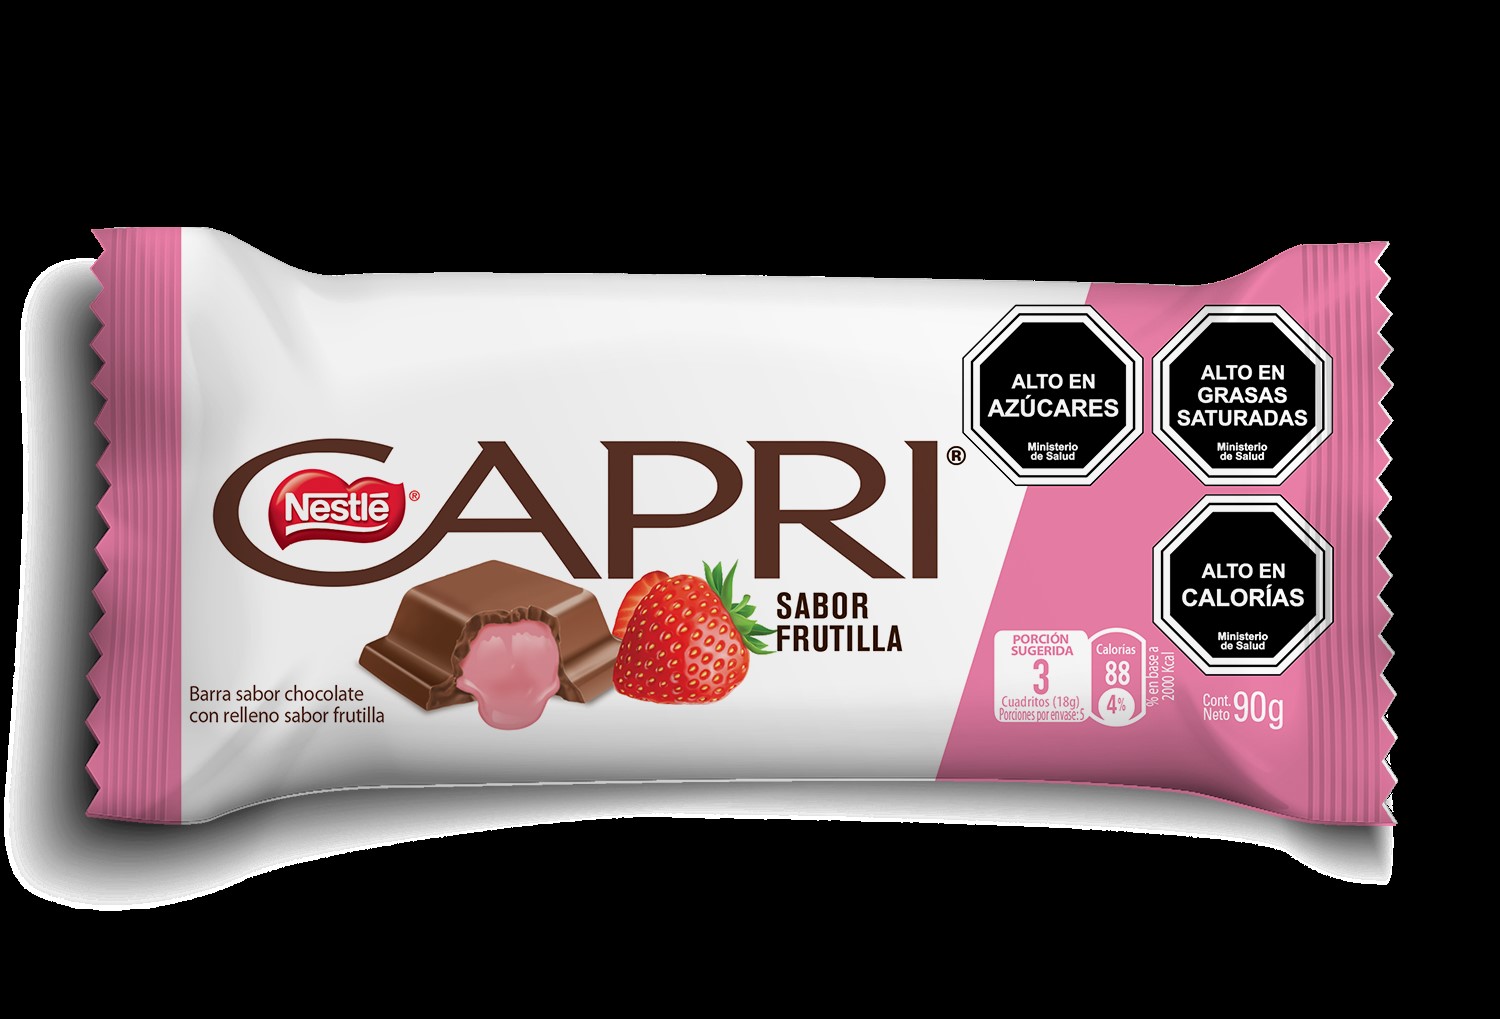 Nestlé®
CAPRI®
SABOR
FRUTILLA
Barra sabor chocolate
con relleno sabor frutilla
ALTO EN
AZÚCARES
Ministerio
de Salud
ALTO EN
GRASAS
SATURADAS
Ministerio
de Salud
ALTO EN
CALORÍAS
Ministerio
de Salud
PORCIÓN
SUGERIDA
3
Cuadritos (18g)
Porciones por envase:5
Calorías
88
4%
% en base a
2000 Kcal
Cont.
Neto 90g